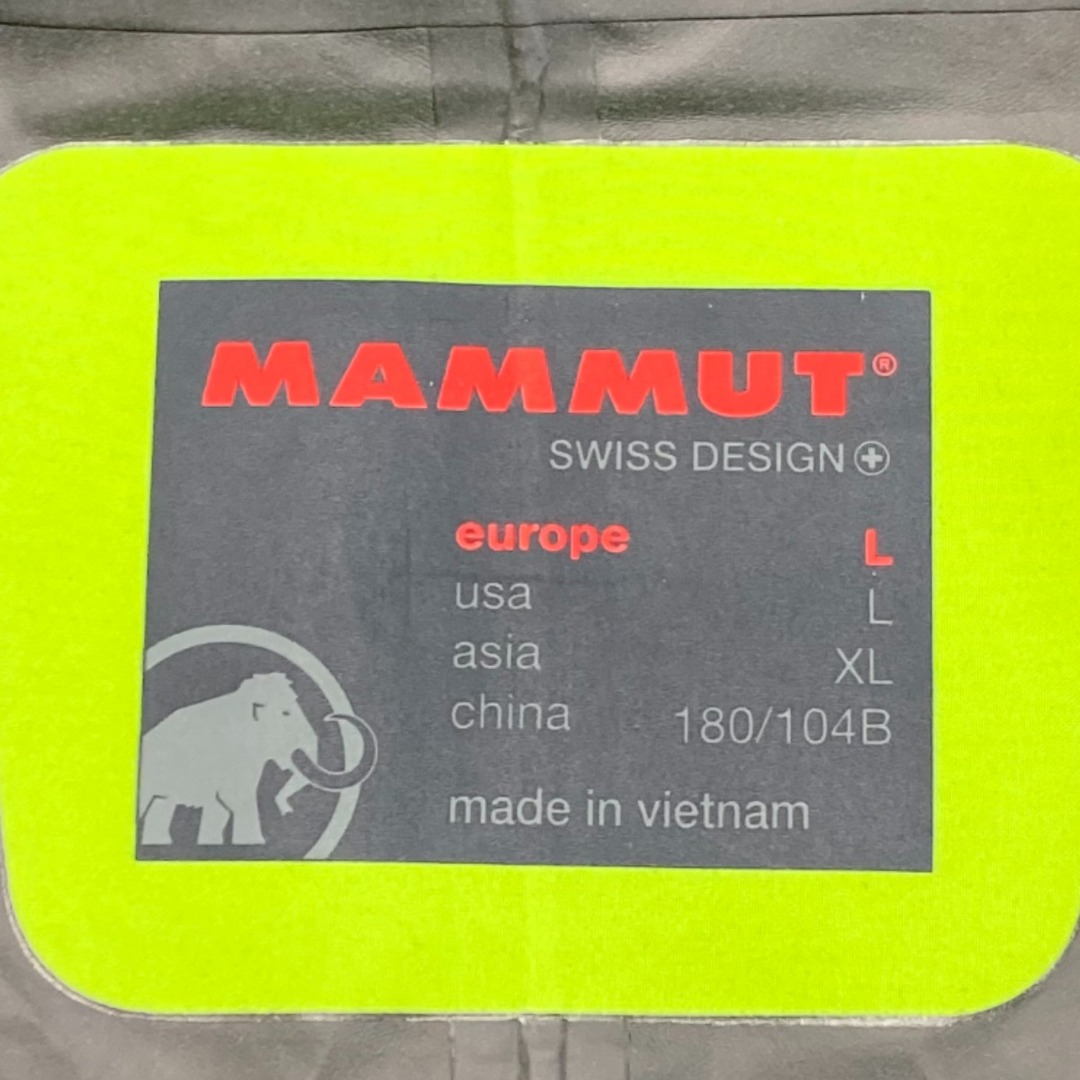 MAMMUT®
SWISS DESIGN
europe L
usa L
asia XL
china 180/104B
made in vietnam